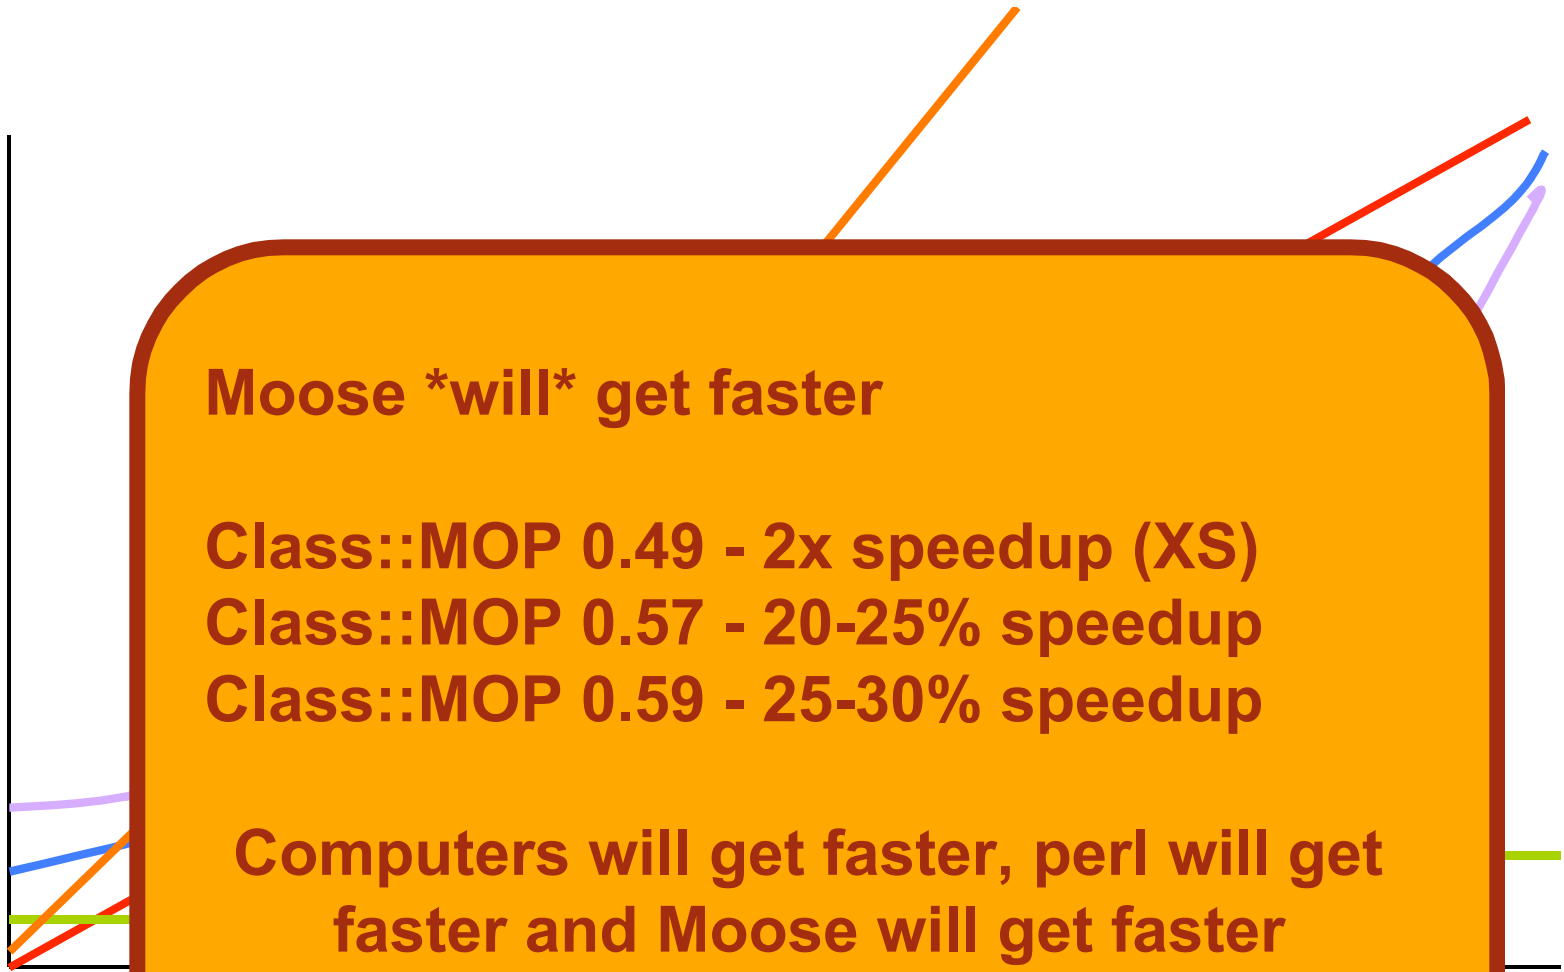 Moose *will* get faster
Class::MOP 0.49 - 2x speedup (XS)
Class::MOP 0.57 - 20-25% speedup
Class::MOP 0.59 - 25-30% speedup
Computers will get faster, perl will get
faster and Moose will get faster